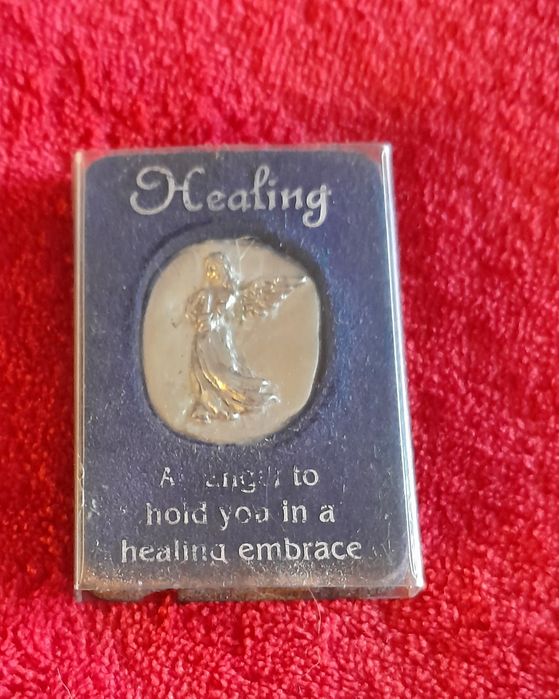 Healing
An angel to
hold you in a
healing embrace